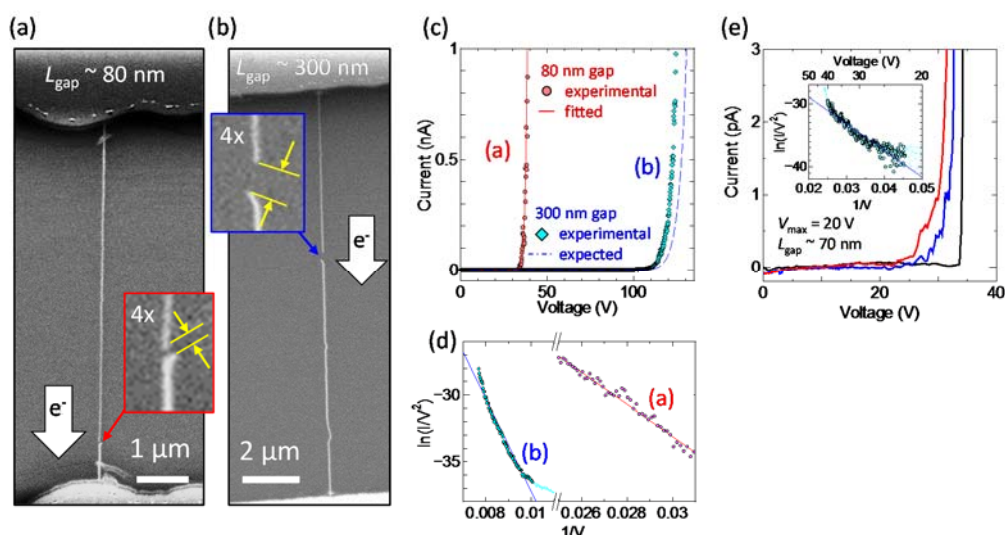 (a)
L_gap ~ 80 nm
4x
e⁻
1 μm
(b)
L_gap ~ 300 nm
4x
e⁻
2 μm
(c)
Current (nA)
1
0.5
0
80 nm gap
experimental
fitted
(a)
(b)
300 nm gap
experimental
expected
0 50 100
Voltage (V)
(d)
ln(I/V²)
-30
-35
(a)
(b)
0.008 0.01 0.026 0.028 0.03
1/V
(e)
Current (pA)
3
2
1
0
Voltage (V)
50 40 30 20
ln(I/V²)
-30
-40
0.02 0.03 0.04 0.05
1/V
V_max = 20 V
L_gap ~ 70 nm
0 20 40
Voltage (V)